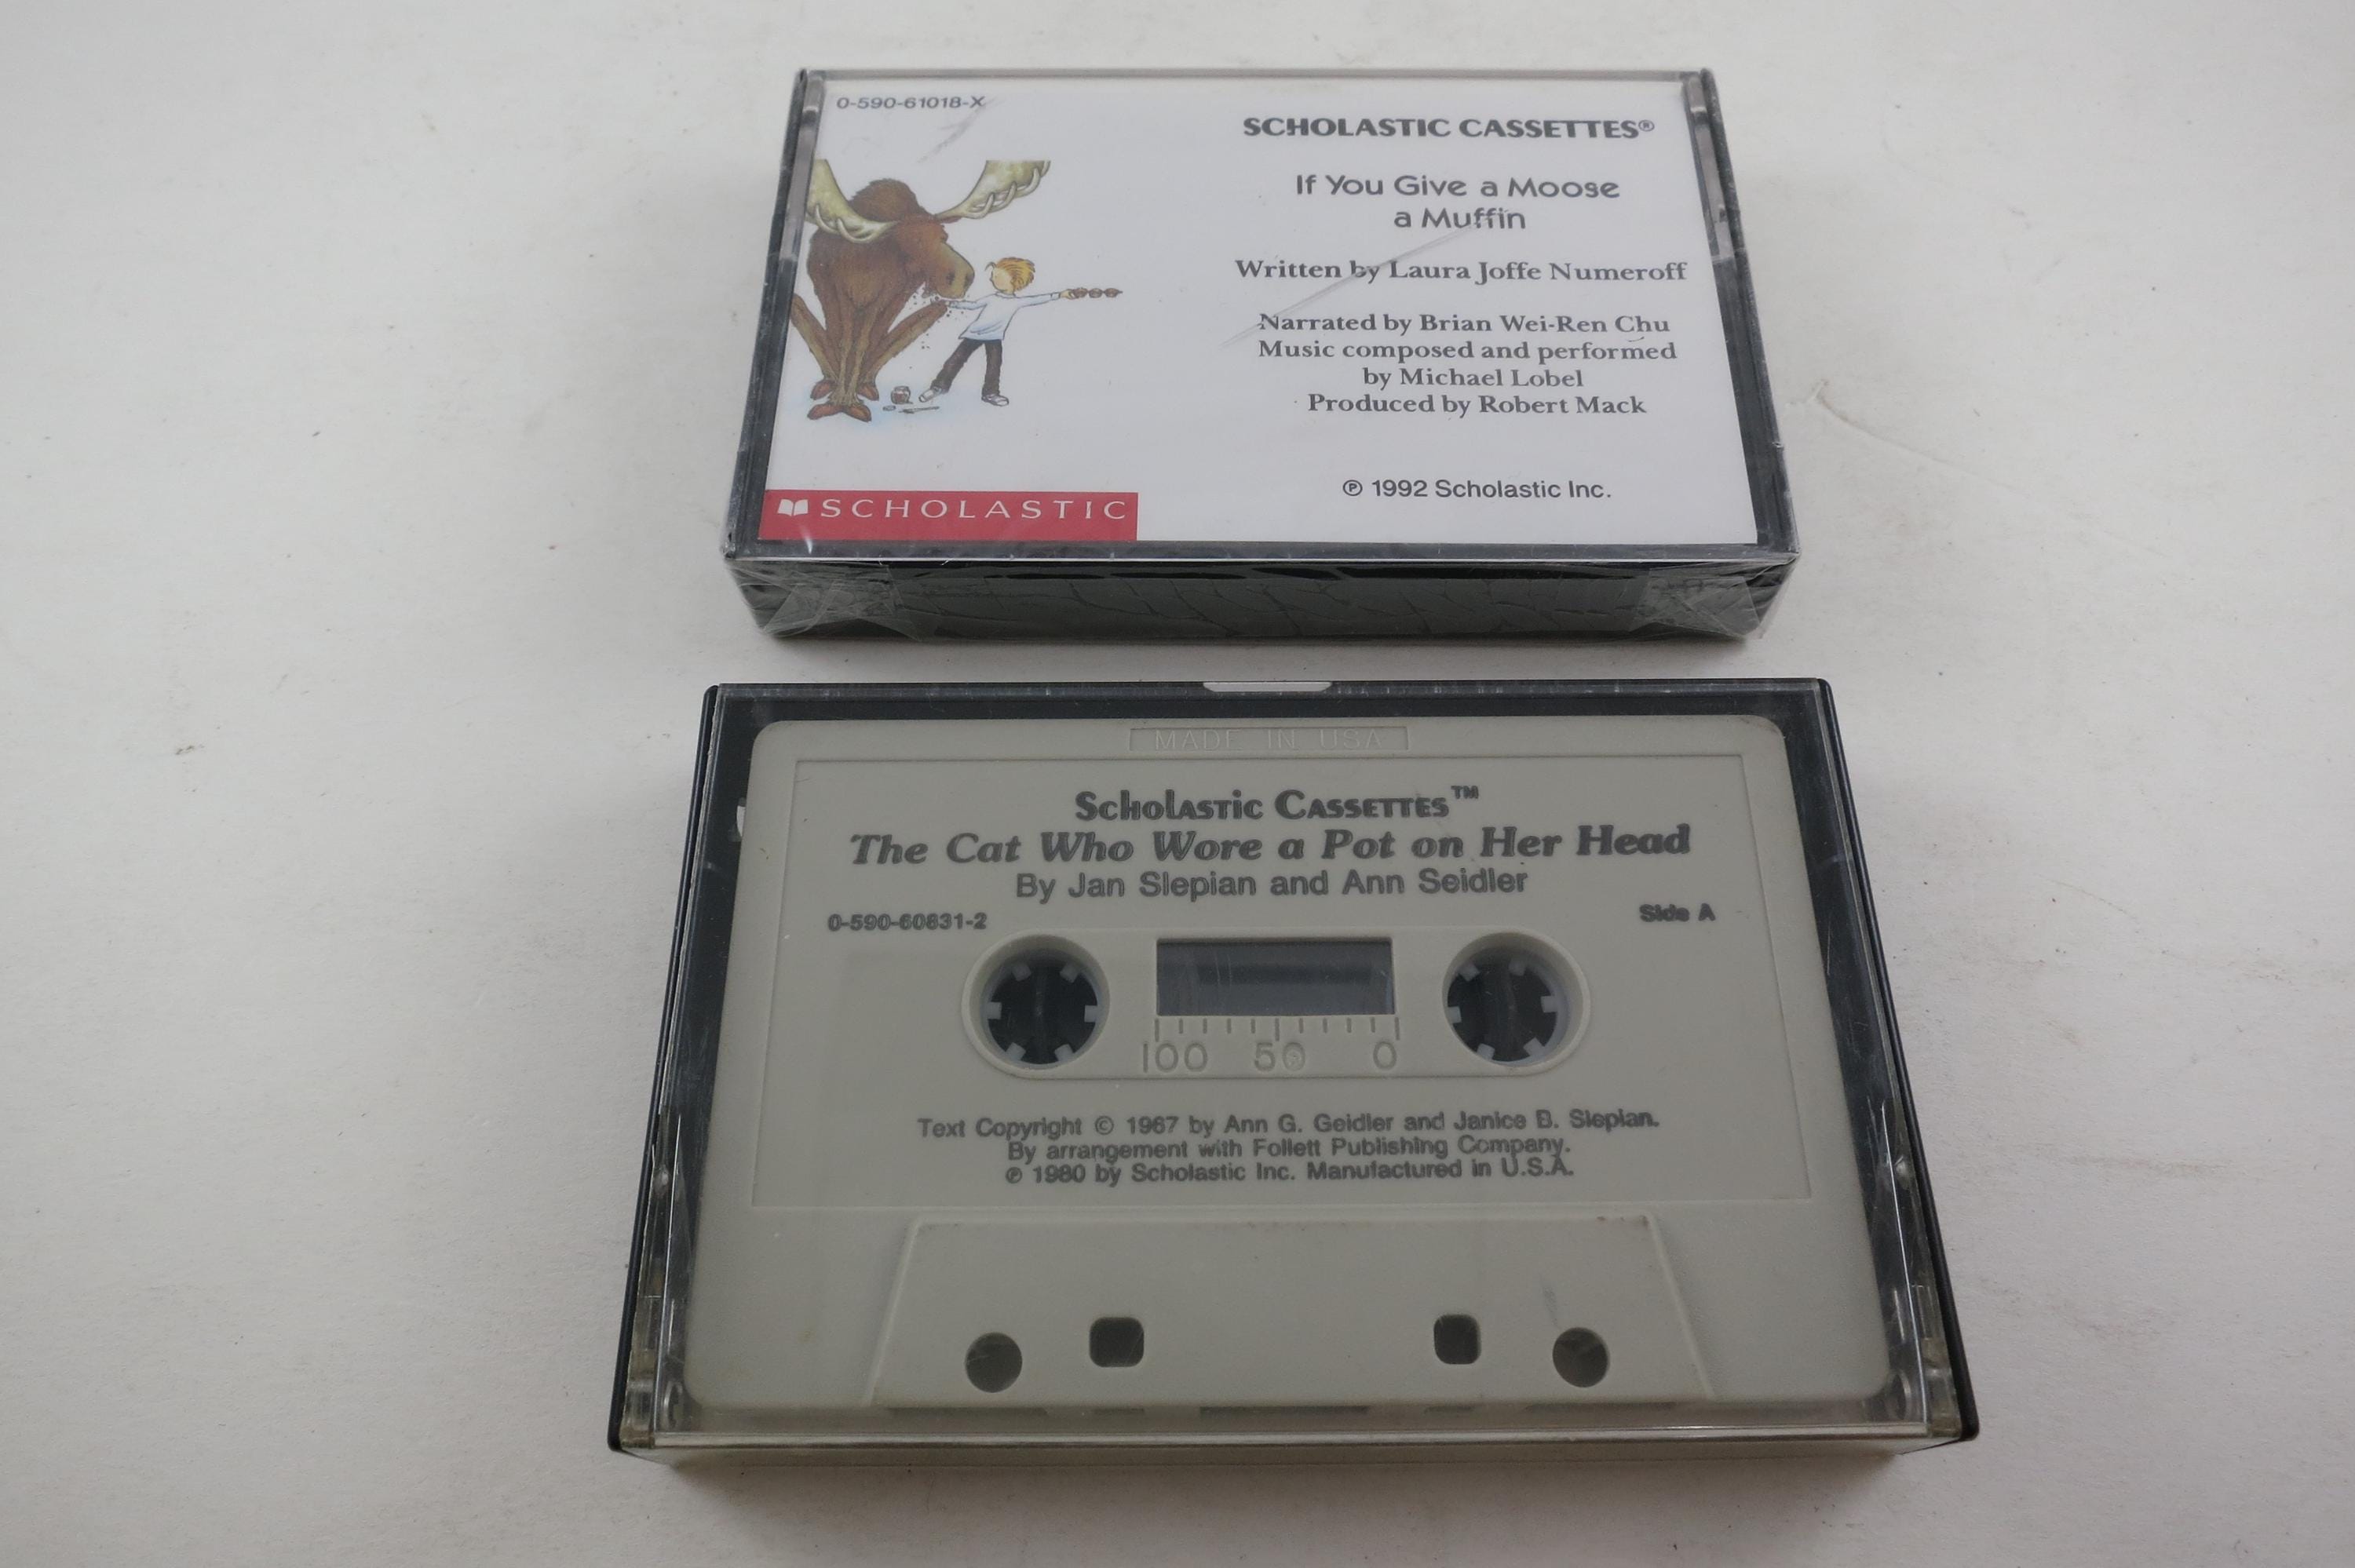 0-590-61018-X
SCHOLASTIC CASSETTES®
If You Give a Moose
a Muffin
Written by Laura Joffe Numeroff
Narrated by Brian Wei-Ren Chu
Music composed and performed
by Michael Lobel
Produced by Robert Mack
℗ 1992 Scholastic Inc.
SCHOLASTIC
MADE IN USA
Scholastic Cassettes™
The Cat Who Wore a Pot on Her Head
By Jan Slepian and Ann Seidler
0-590-60831-2
Side A
100 50 0
Text Copyright © 1967 by Ann G. Geidler and Janice B. Slepian.
By arrangement with Follett Publishing Company.
℗ 1980 by Scholastic Inc. Manufactured in U.S.A.